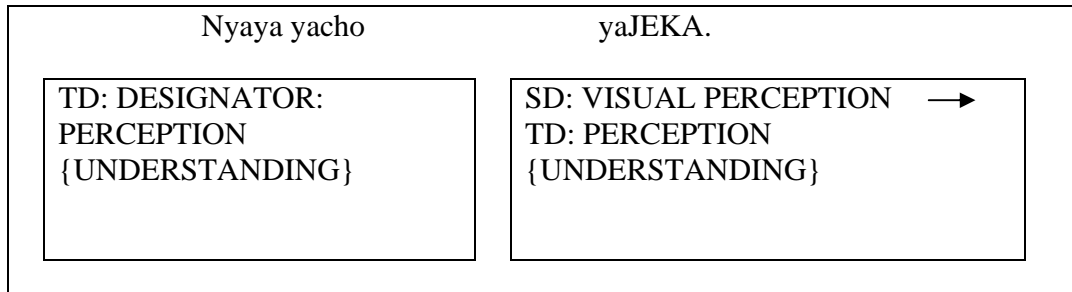 Nyaya yacho yaJEKA.
TD: DESIGNATOR:
PERCEPTION
{UNDERSTANDING}
SD: VISUAL PERCEPTION →
TD: PERCEPTION
{UNDERSTANDING}